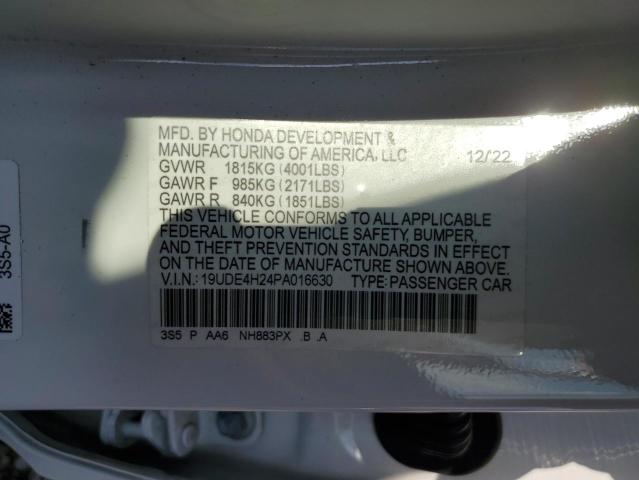 MFD. BY HONDA DEVELOPMENT &
MANUFACTURING OF AMERICA, LLC 12/22
GVWR 1815KG (4001LBS)
GAWR F 985KG (2171LBS)
GAWR R 840KG (1851LBS)
THIS VEHICLE CONFORMS TO ALL APPLICABLE
FEDERAL MOTOR VEHICLE SAFETY, BUMPER,
AND THEFT PREVENTION STANDARDS IN EFFECT
ON THE DATE OF MANUFACTURE SHOWN ABOVE.
V.I.N.: 19UDE4H24PA016630 TYPE: PASSENGER CAR
3S5 P AA6 NH883PX .B .A
3S5-A0